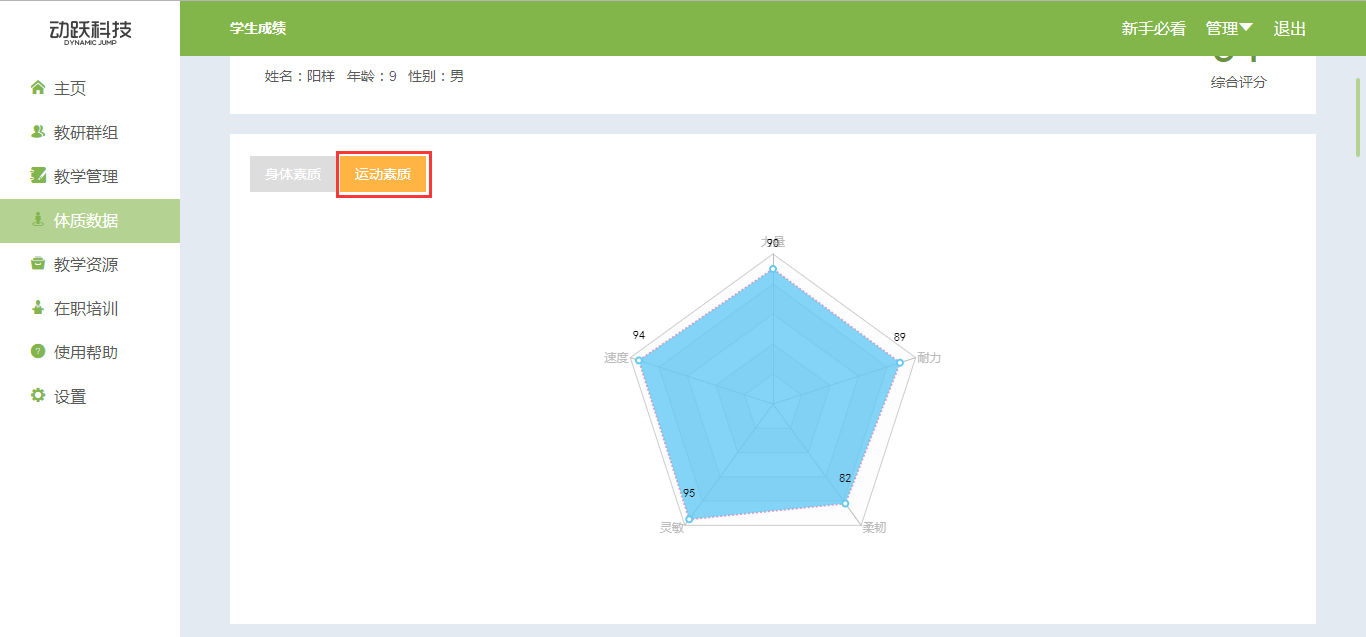 动跃科技
DYNAMIC JUMP
学生成绩
新手必看 管理 退出
主页
教研群组
教学管理
体质数据
教学资源
在职培训
使用帮助
设置
姓名：阳样 年龄：9 性别：男
综合评分
身体素质 运动素质
90
94
速度
89
耐力
95
灵敏
82
柔韧